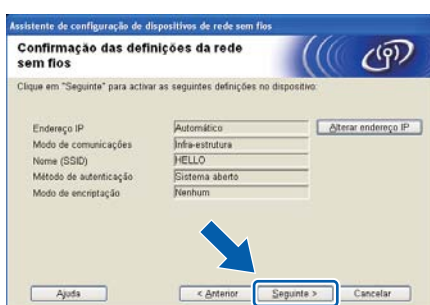 Assistente de configuração de dispositivos de rede sem fios
Confirmação das definições da rede
sem fios
Clique em "Seguinte" para activar as seguintes definições no dispositivo:
Endereço IP Automático Alterar endereço IP
Modo de comunicações Infra-estrutura
Nome (SSID) HELLO
Método de autenticação Sistema aberto
Modo de encriptação Nenhum
Ajuda < Anterior Seguinte > Cancelar